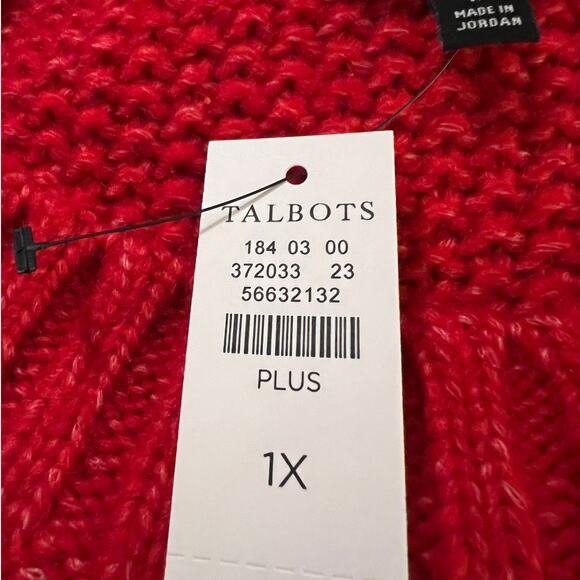 MADE IN
JORDAN
TALBOTS
184 03 00
372033 23
56632132
PLUS
1X